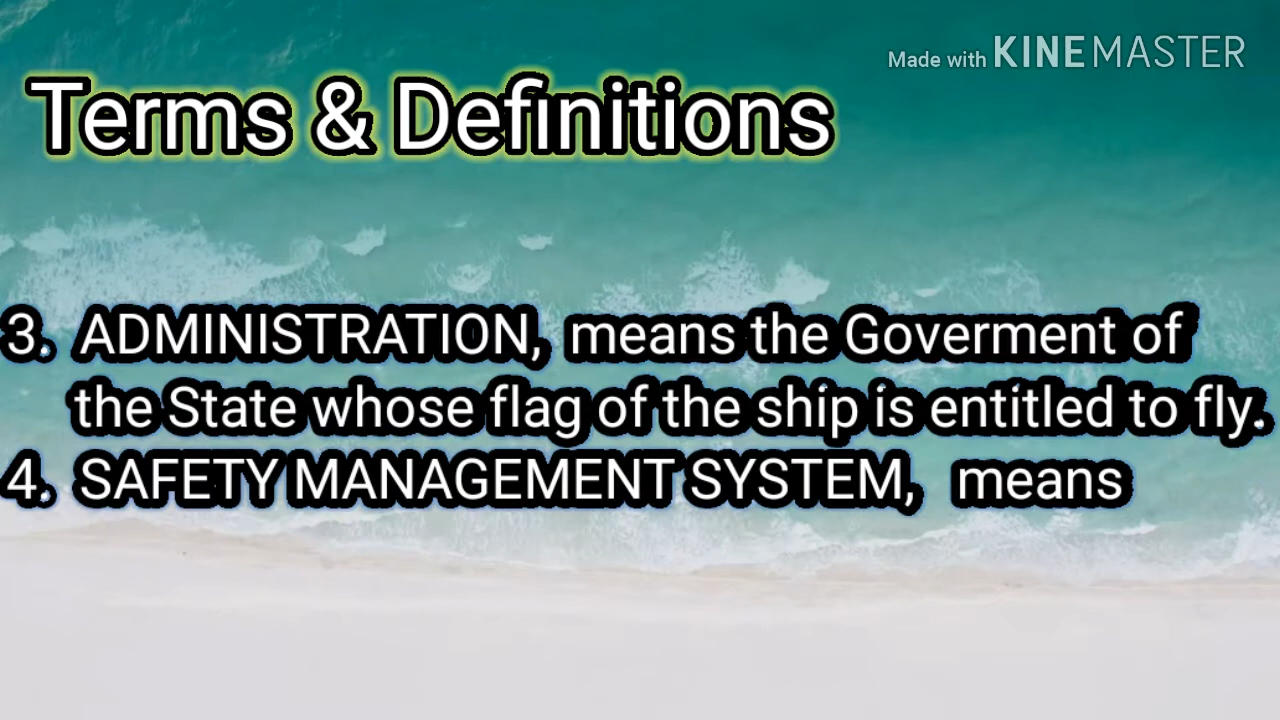 Made with KINEMASTER
Terms & Definitions
3. ADMINISTRATION, means the Goverment of
the State whose flag of the ship is entitled to fly.
4. SAFETY MANAGEMENT SYSTEM, means